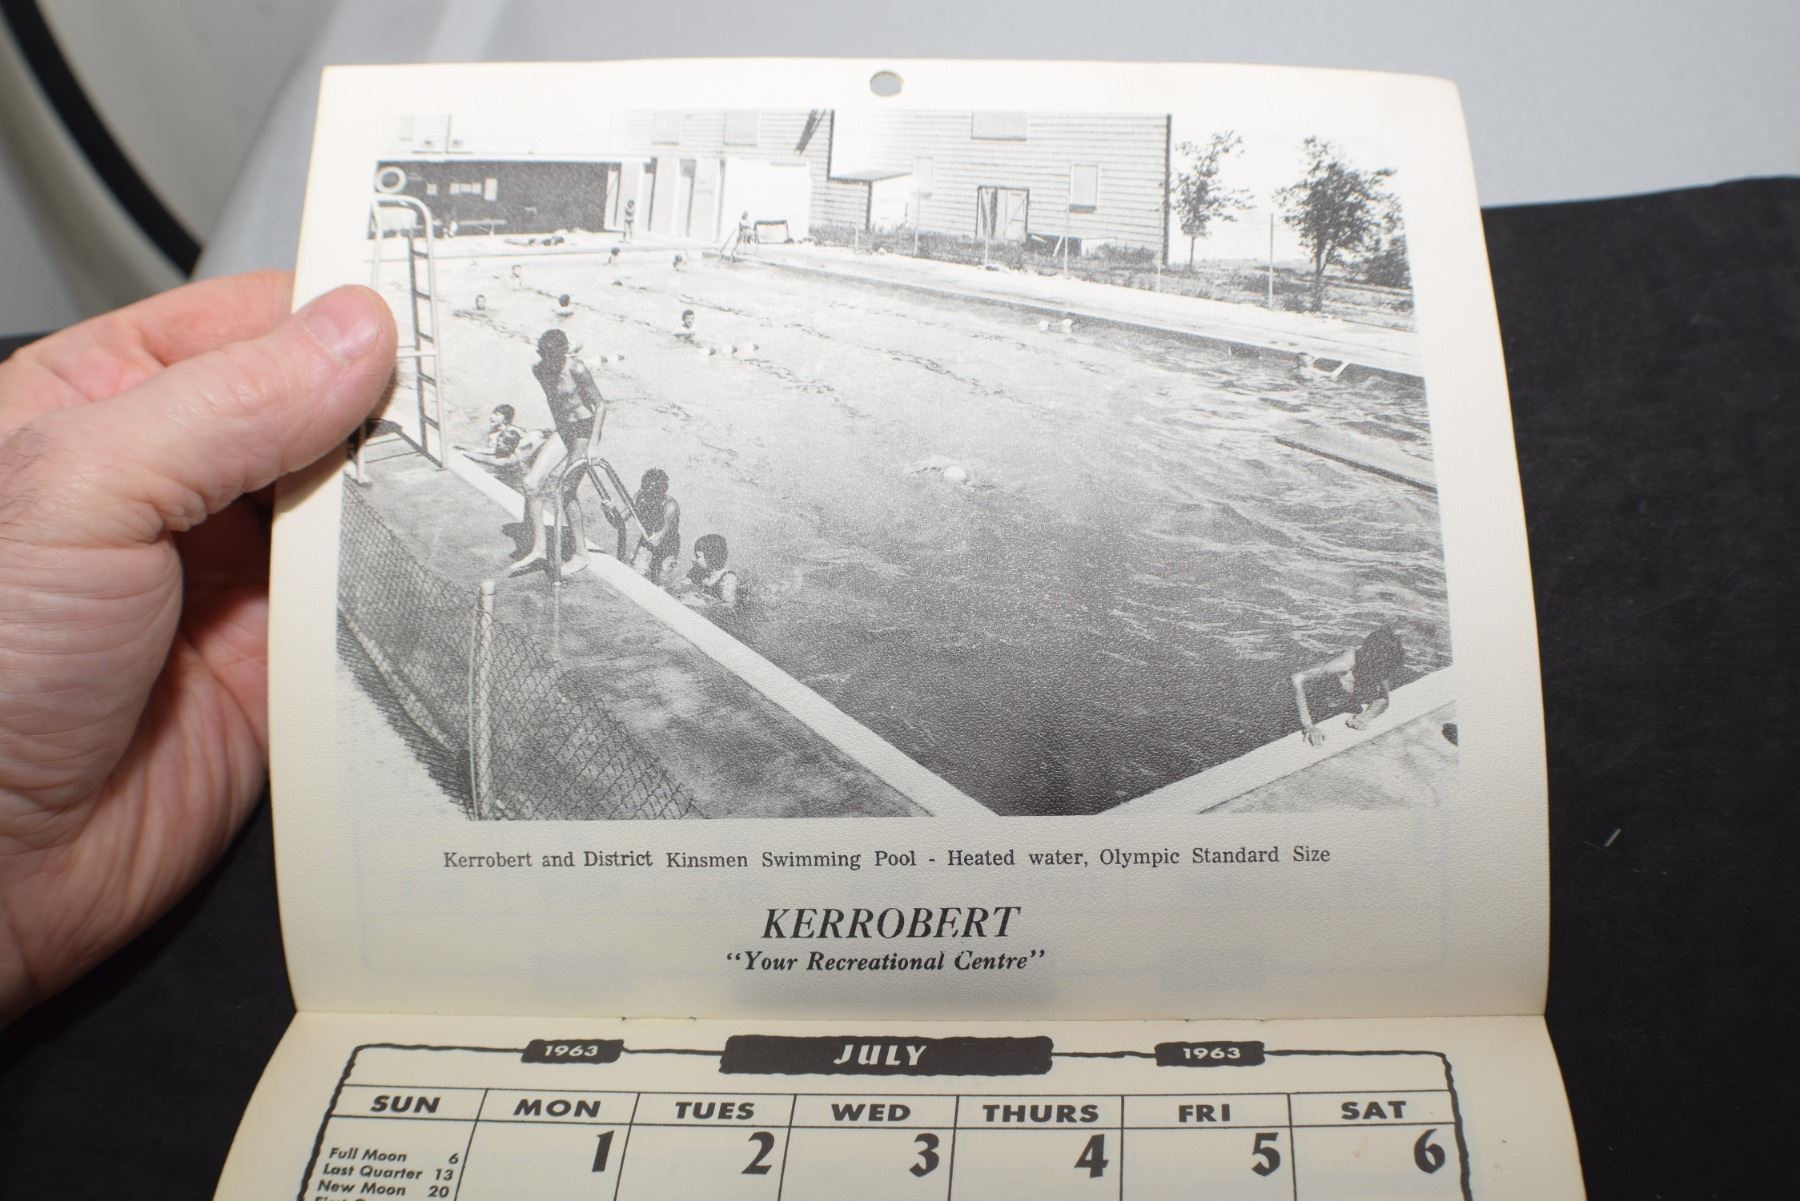 Kerrobert and District Kinsmen Swimming Pool - Heated water, Olympic Standard Size
KERROBERT
“Your Recreational Centre”
1963 JULY 1963
SUN MON TUES WED THURS FRI SAT
1 2 3 4 5 6
Full Moon 6
Last Quarter 13
New Moon 20